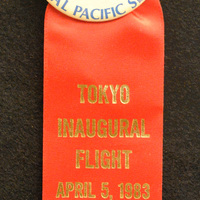 AL PACIFIC S
TOKYO
INAUGURAL
FLIGHT
APRIL 5, 1983